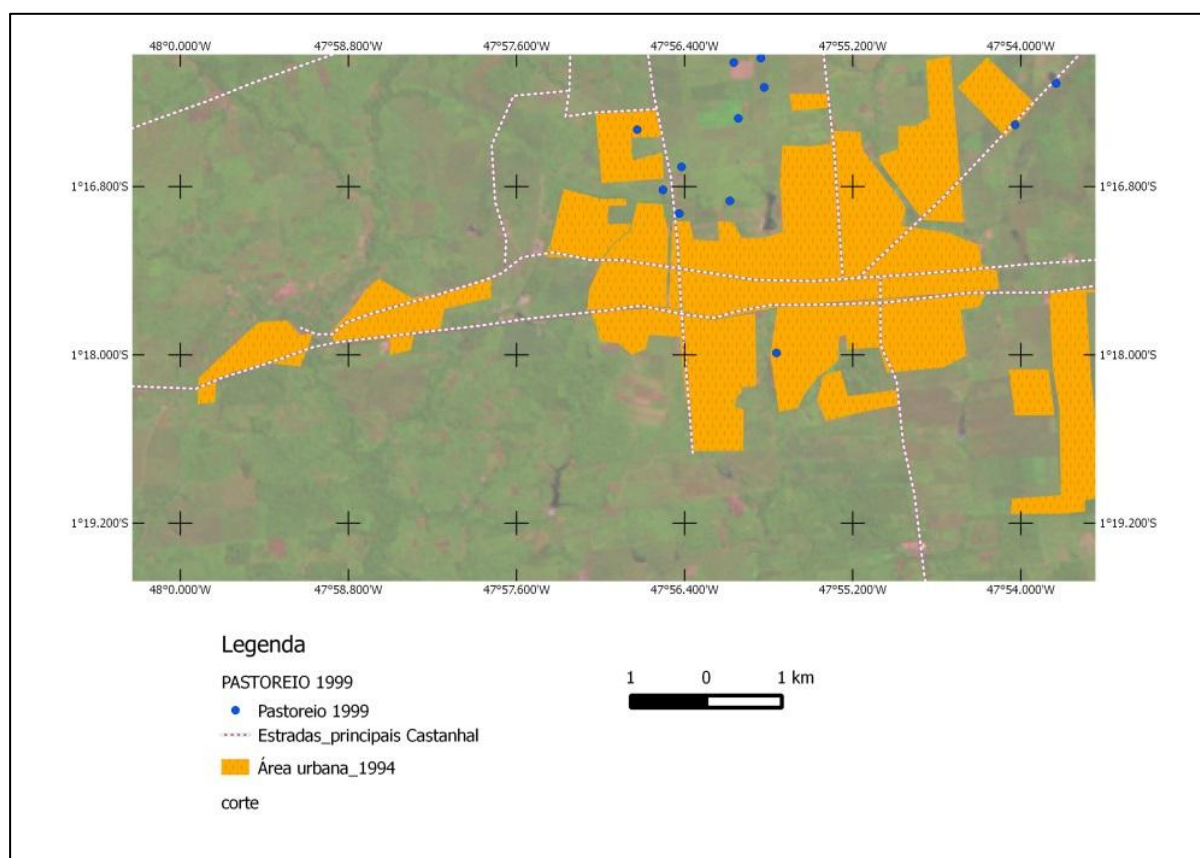 48°0.000'W 47°58.800'W 47°57.600'W 47°56.400'W 47°55.200'W 47°54.000'W
1°16.800'S 1°16.800'S
1°18.000'S 1°18.000'S
1°19.200'S 1°19.200'S
48°0.000'W 47°58.800'W 47°57.600'W 47°56.400'W 47°55.200'W 47°54.000'W
Legenda
PASTOREIO 1999
Pastoreio 1999
Estradas_principais Castanhal
Área urbana_1994
corte
1 0 1 km